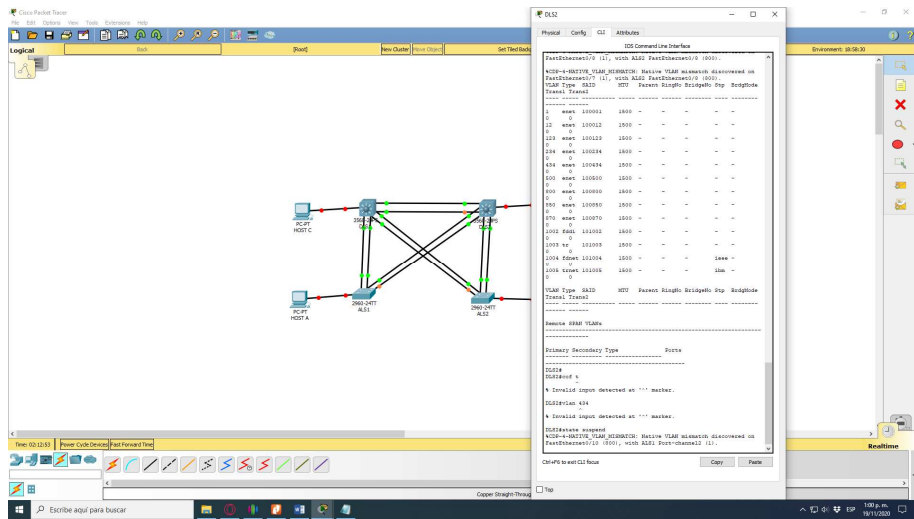 Cisco Packet Tracer
File Edit Options View Tools Extensions Help
Logical
Back
[Root]
New Cluster
Move Object
Set Tiled Back
Environment: 18:58:30
PC-PT
HOST C
PC-PT
HOST A
2960-24TT
ALS1
2960-24TT
ALS2
DLS2
Physical Config CLI Attributes
IOS Command Line Interface
FastEthernet0/8 (1), with ALS2 FastEthernet0/8 (800).
%CDP-4-NATIVE_VLAN_MISMATCH: Native VLAN mismatch discovered on
FastEthernet0/7 (1), with ALS2 FastEthernet0/8 (800).
VLAN Type SAID MTU Parent RingNo BridgeNo Stp BrdgMode
Trans1 Trans2
---- ----- ---------- ----- ------ ------ -------- ---- --------
------ ------
1 enet 100001 1500 - - - - -
0 0
12 enet 100012 1500 - - - - -
0 0
123 enet 100123 1500 - - - - -
0 0
234 enet 100234 1500 - - - - -
0 0
434 enet 100434 1500 - - - - -
0 0
500 enet 100500 1500 - - - - -
0 0
800 enet 100800 1500 - - - - -
0 0
850 enet 100850 1500 - - - - -
0 0
870 enet 100870 1500 - - - - -
0 0
1002 fddi 101002 1500 - - - - -
0 0
1003 tr 101003 1500 - - - - -
0 0
1004 fdnet 101004 1500 - - - ieee -
0 0
1005 trnet 101005 1500 - - - ibm -
0 0
VLAN Type SAID MTU Parent RingNo BridgeNo Stp BrdgMode
Trans1 Trans2
---- ----- ---------- ----- ------ ------ -------- ---- --------
------ ------
Remote SPAN VLANs
------------------------------------------------------------------
-------------
Primary Secondary Type Ports
------- --------- -----------------
------------------------------------------
DLS2#
DLS2#cof t
^
% Invalid input detected at '^' marker.
DLS2#vlan 434
^
% Invalid input detected at '^' marker.
DLS2#state suspend
%CDP-4-NATIVE_VLAN_MISMATCH: Native VLAN mismatch discovered on
FastEthernet0/10 (800), with ALS1 Port-channel2 (1).
Ctrl+F6 to exit CLI focus
Copy
Paste
Top
Time: 02:12:53
Power Cycle Devices
Fast Forward Time
Realtime
Copper Straight-Throug
Escribe aquí para buscar
ESP
1:00 p. m.
19/11/2020